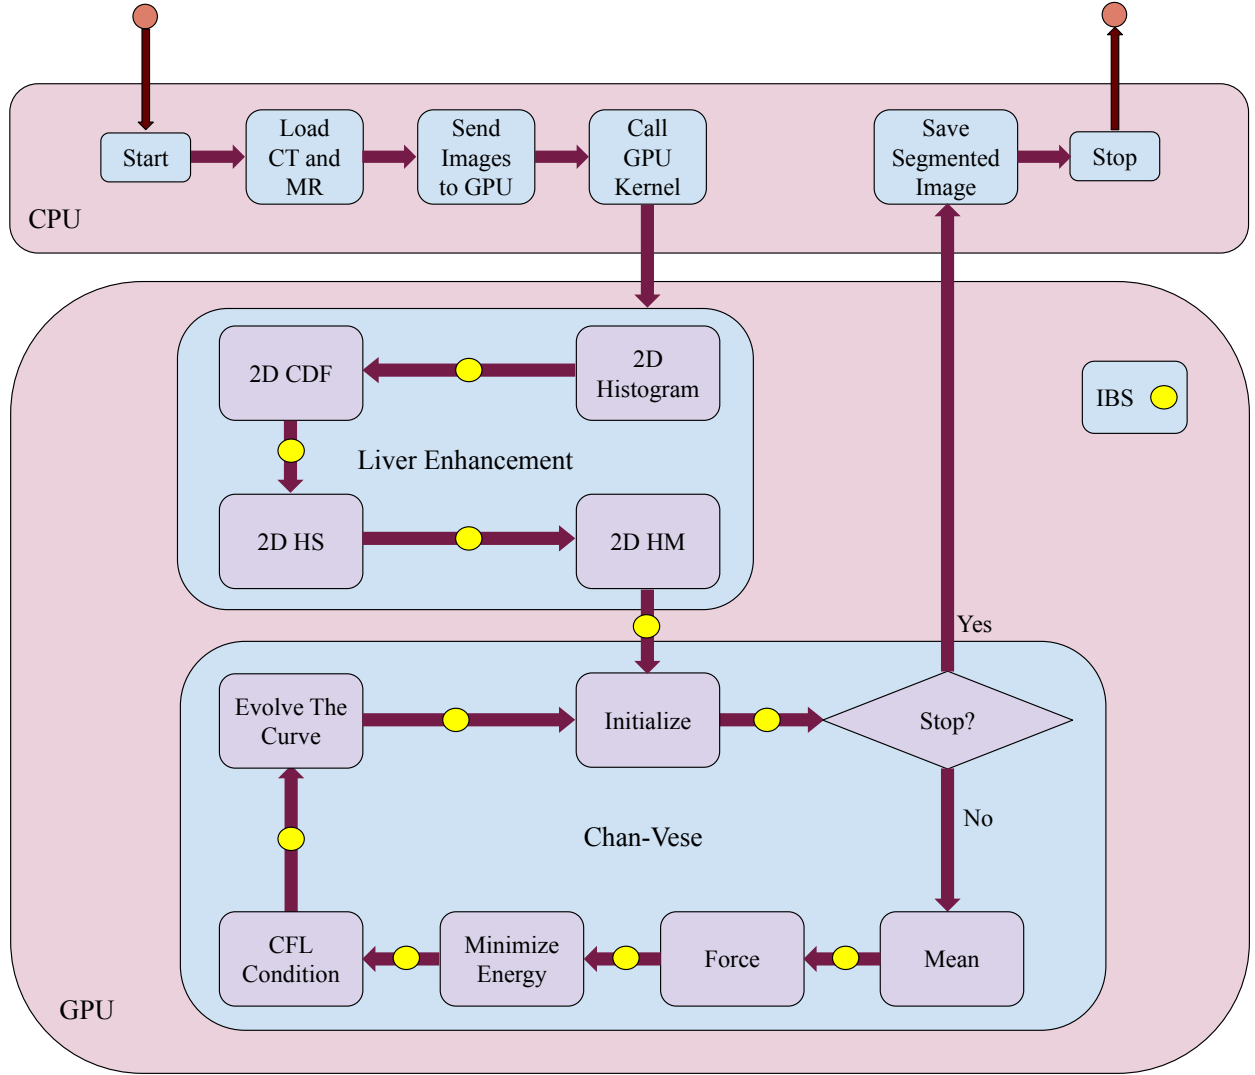 Start
Load
CT and
MR
Send
Images
to GPU
Call
GPU
Kernel
Save
Segmented
Image
Stop
CPU
2D CDF
2D
Histogram
IBS
Liver Enhancement
2D HS
2D HM
Yes
Evolve The
Curve
Initialize
Stop?
No
Chan-Vese
CFL
Condition
Minimize
Energy
Force
Mean
GPU